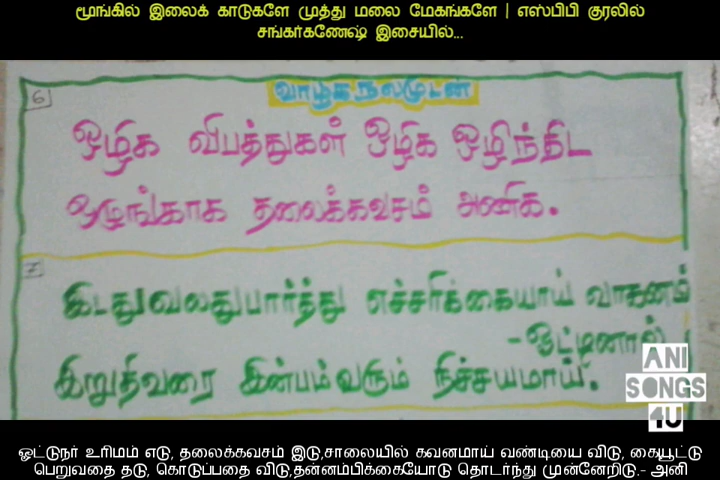 மூங்கில் இலைக் காடுகளே முத்து மலை மேகங்களே | எஸ்பிபி குரலில்
சங்கர்கணேஷ் இசையில்...
வாழ்கநலமுடன்
6
ஒழிக விபத்துகள் ஒழிக ஒழிந்திட
ஒழுங்காக தலைக்கவசம் அணிக.
7
இடதுவலதுபார்த்து எச்சரிக்கையாய் வாகனம்
-ஓட்டினால்
இறுதிவரை இன்பம்வரும் நிச்சயமாய்.
ANI
SONGS
4U
ஓட்டுநர் உரிமம் எடு, தலைக்கவசம் இடு,சாலையில் கவனமாய் வண்டியை விடு, கையூட்டு
பெறுவதை தடு, கொடுப்பதை விடு,தன்னம்பிக்கையோடு தொடர்ந்து முன்னேறிடு.- அனி